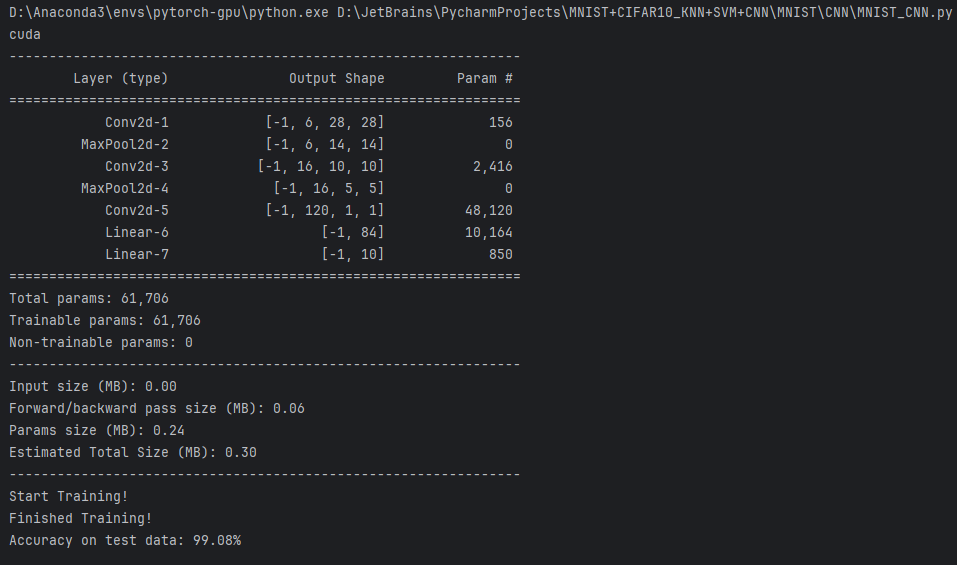 D:\Anaconda3\envs\pytorch-gpu\python.exe D:\JetBrains\PycharmProjects\MNIST+CIFAR10_KNN+SVM+CNN\MNIST\CNN\MNIST_CNN.py
cuda
----------------------------------------------------------------
        Layer (type)               Output Shape         Param #
================================================================
            Conv2d-1            [-1, 6, 28, 28]             156
         MaxPool2d-2            [-1, 6, 14, 14]               0
            Conv2d-3           [-1, 16, 10, 10]           2,416
         MaxPool2d-4             [-1, 16, 5, 5]               0
            Conv2d-5            [-1, 120, 1, 1]          48,120
            Linear-6                   [-1, 84]          10,164
            Linear-7                   [-1, 10]             850
================================================================
Total params: 61,706
Trainable params: 61,706
Non-trainable params: 0
----------------------------------------------------------------
Input size (MB): 0.00
Forward/backward pass size (MB): 0.06
Params size (MB): 0.24
Estimated Total Size (MB): 0.30
----------------------------------------------------------------
Start Training!
Finished Training!
Accuracy on test data: 99.08%